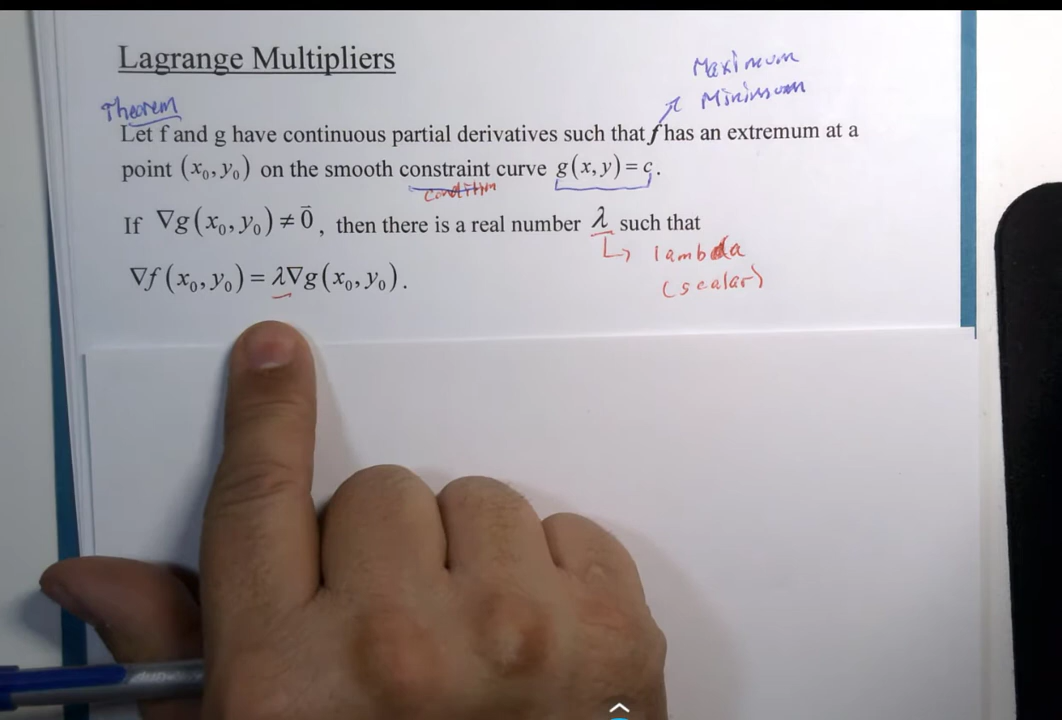 Lagrange Multipliers
Maximum
Minimum
Theorem
Let f and g have continuous partial derivatives such that f has an extremum at a
point (x₀, y₀) on the smooth constraint curve g(x, y) = c.
condition
If ∇g(x₀, y₀) ≠ 0⃗, then there is a real number λ such that
↳ lambda
(scalar)
∇f(x₀, y₀) = λ∇g(x₀, y₀).